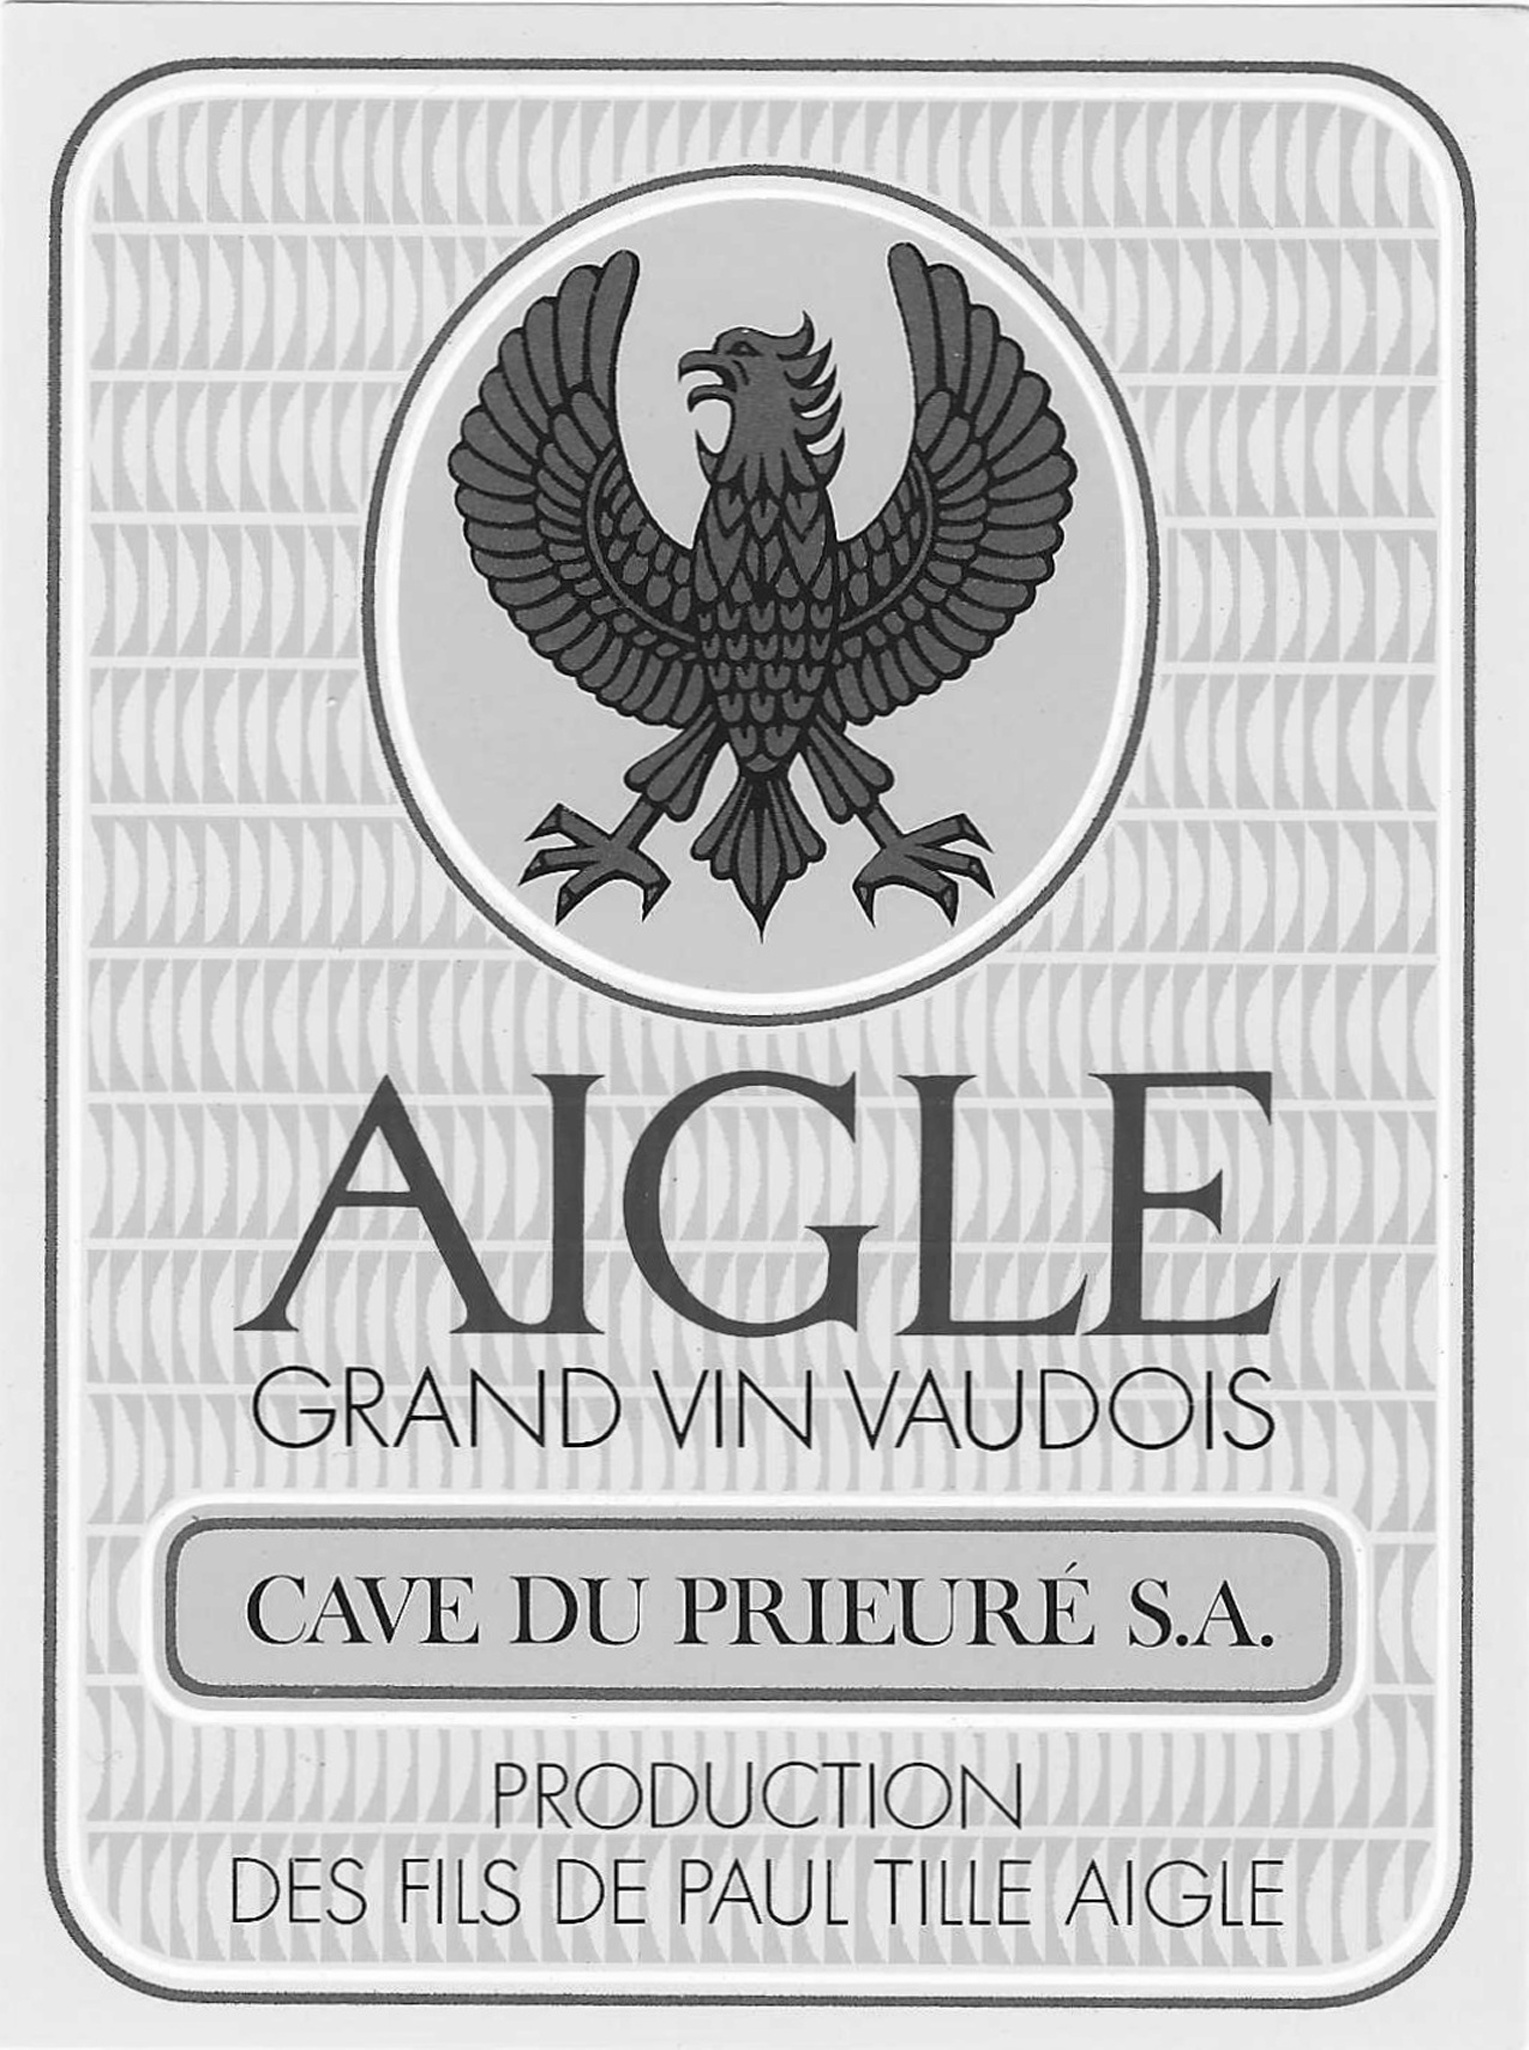 AIGLE
GRAND VIN VAUDOIS
CAVE DU PRIEURÉ S.A.
PRODUCTION
DES FILS DE PAUL TILLE AIGLE